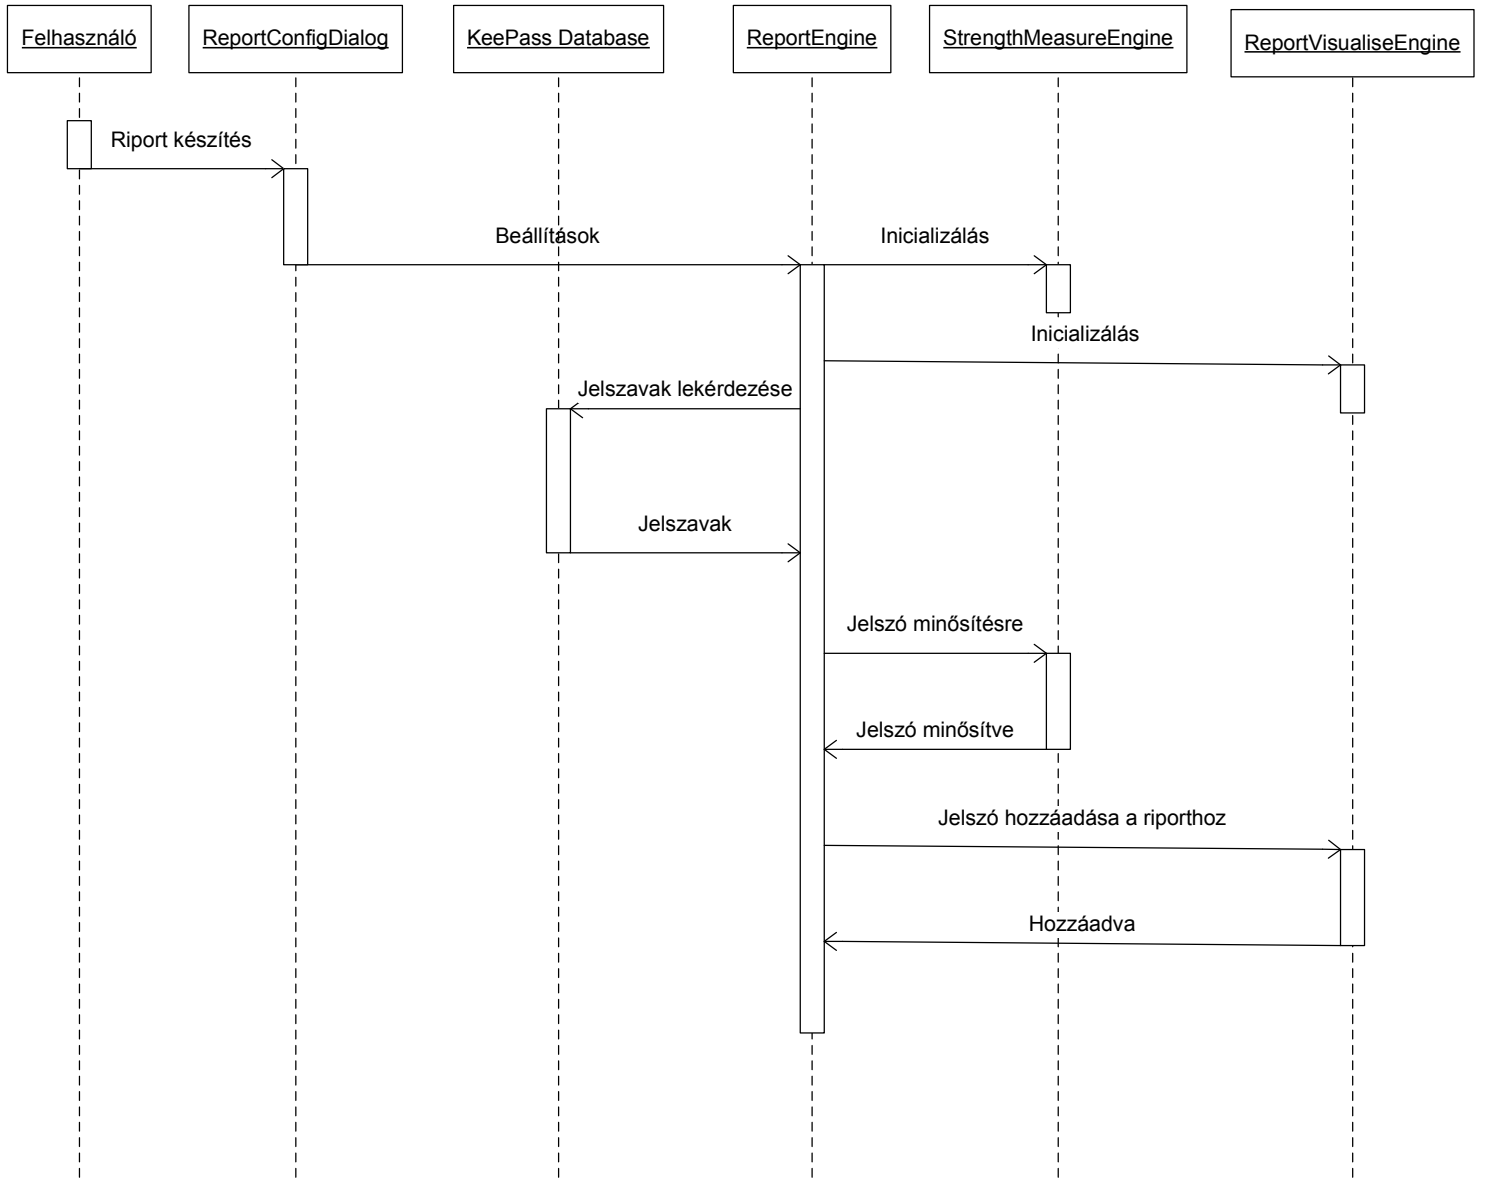 Felhasználó
ReportConfigDialog
KeePass Database
ReportEngine
StrengthMeasureEngine
ReportVisualiseEngine
Riport készítés
Beállítások
Inicializálás
Inicializálás
Jelszavak lekérdezése
Jelszavak
Jelszó minősítésre
Jelszó minősítve
Jelszó hozzáadása a riporthoz
Hozzáadva